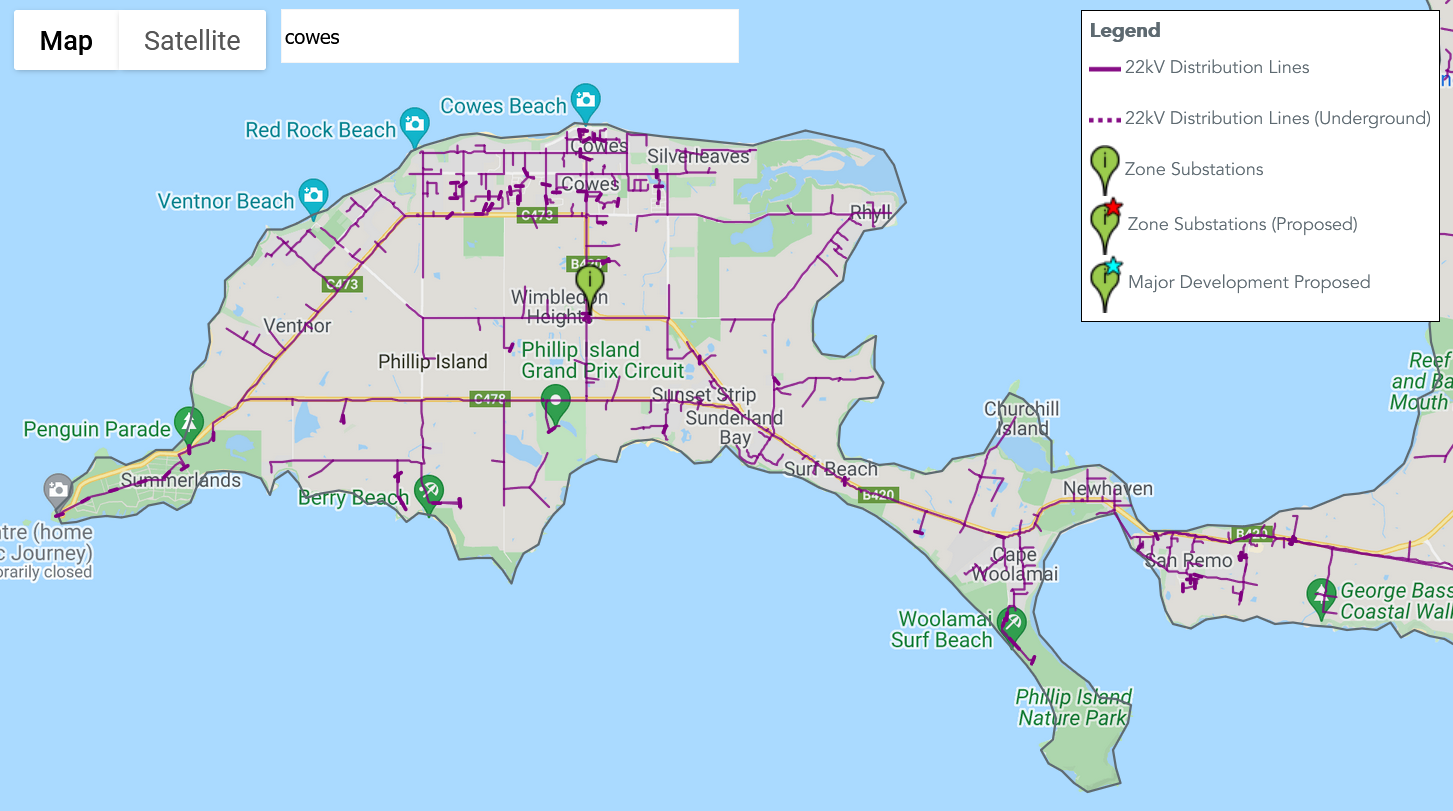 Map
Satellite
cowes
Legend
22kV Distribution Lines
22kV Distribution Lines (Underground)
Zone Substations
Zone Substations (Proposed)
Major Development Proposed
Cowes Beach
Red Rock Beach
Cowes
Silverleaves
Cowes
Ventnor Beach
C473
Rhyll
C473
Wimbledon
Heights
Ventnor
Phillip Island
Phillip Island
Grand Prix Circuit
Reef
and Ba
Mouth
C478
Sunset Strip
Sunderland
Bay
Churchill
Island
Penguin Parade
Summerlands
Surf Beach
Berry Beach
B420
Newhaven
ntre (home
c Journey)
orarily closed
San Remo
Cape
Woolamai
George Bass
Coastal Wal
Woolamai
Surf Beach
Phillip Island
Nature Park